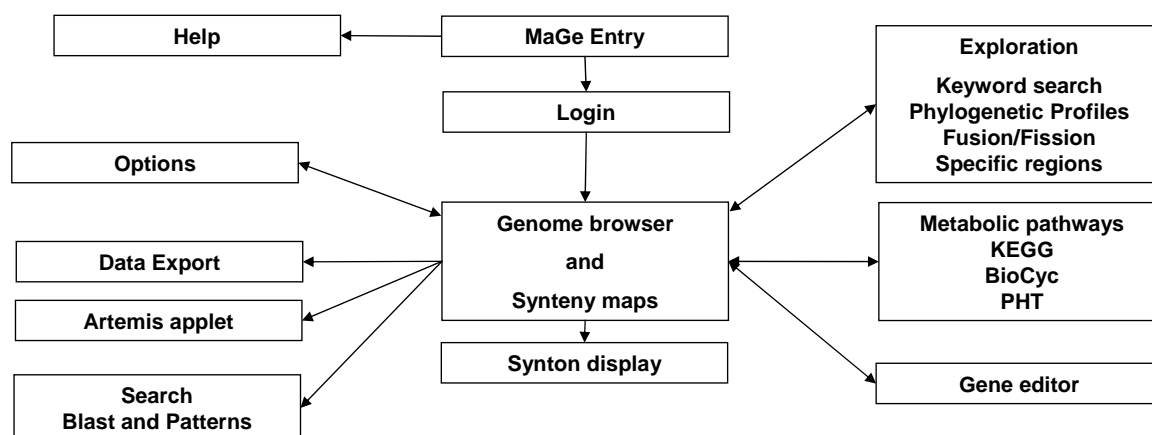 Help
MaGe Entry
Login
Exploration
Keyword search
Phylogenetic Profiles
Fusion/Fission
Specific regions
Options
Genome browser
and
Synteny maps
Data Export
Artemis applet
Search
Blast and Patterns
Synton display
Metabolic pathways
KEGG
BioCyc
PHT
Gene editor